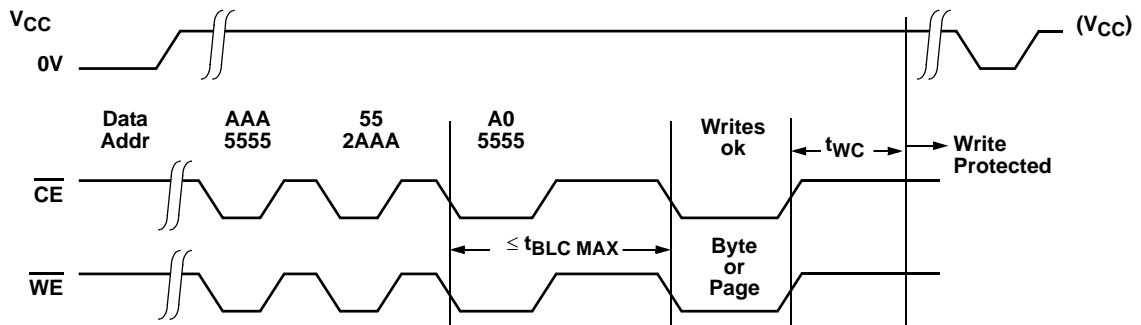 VCC
(VCC)
0V
Data
Addr
AAA
5555
55
2AAA
A0
5555
Writes
ok
tWC
Write
Protected
CE
≤ tBLC MAX
Byte
or
Page
WE